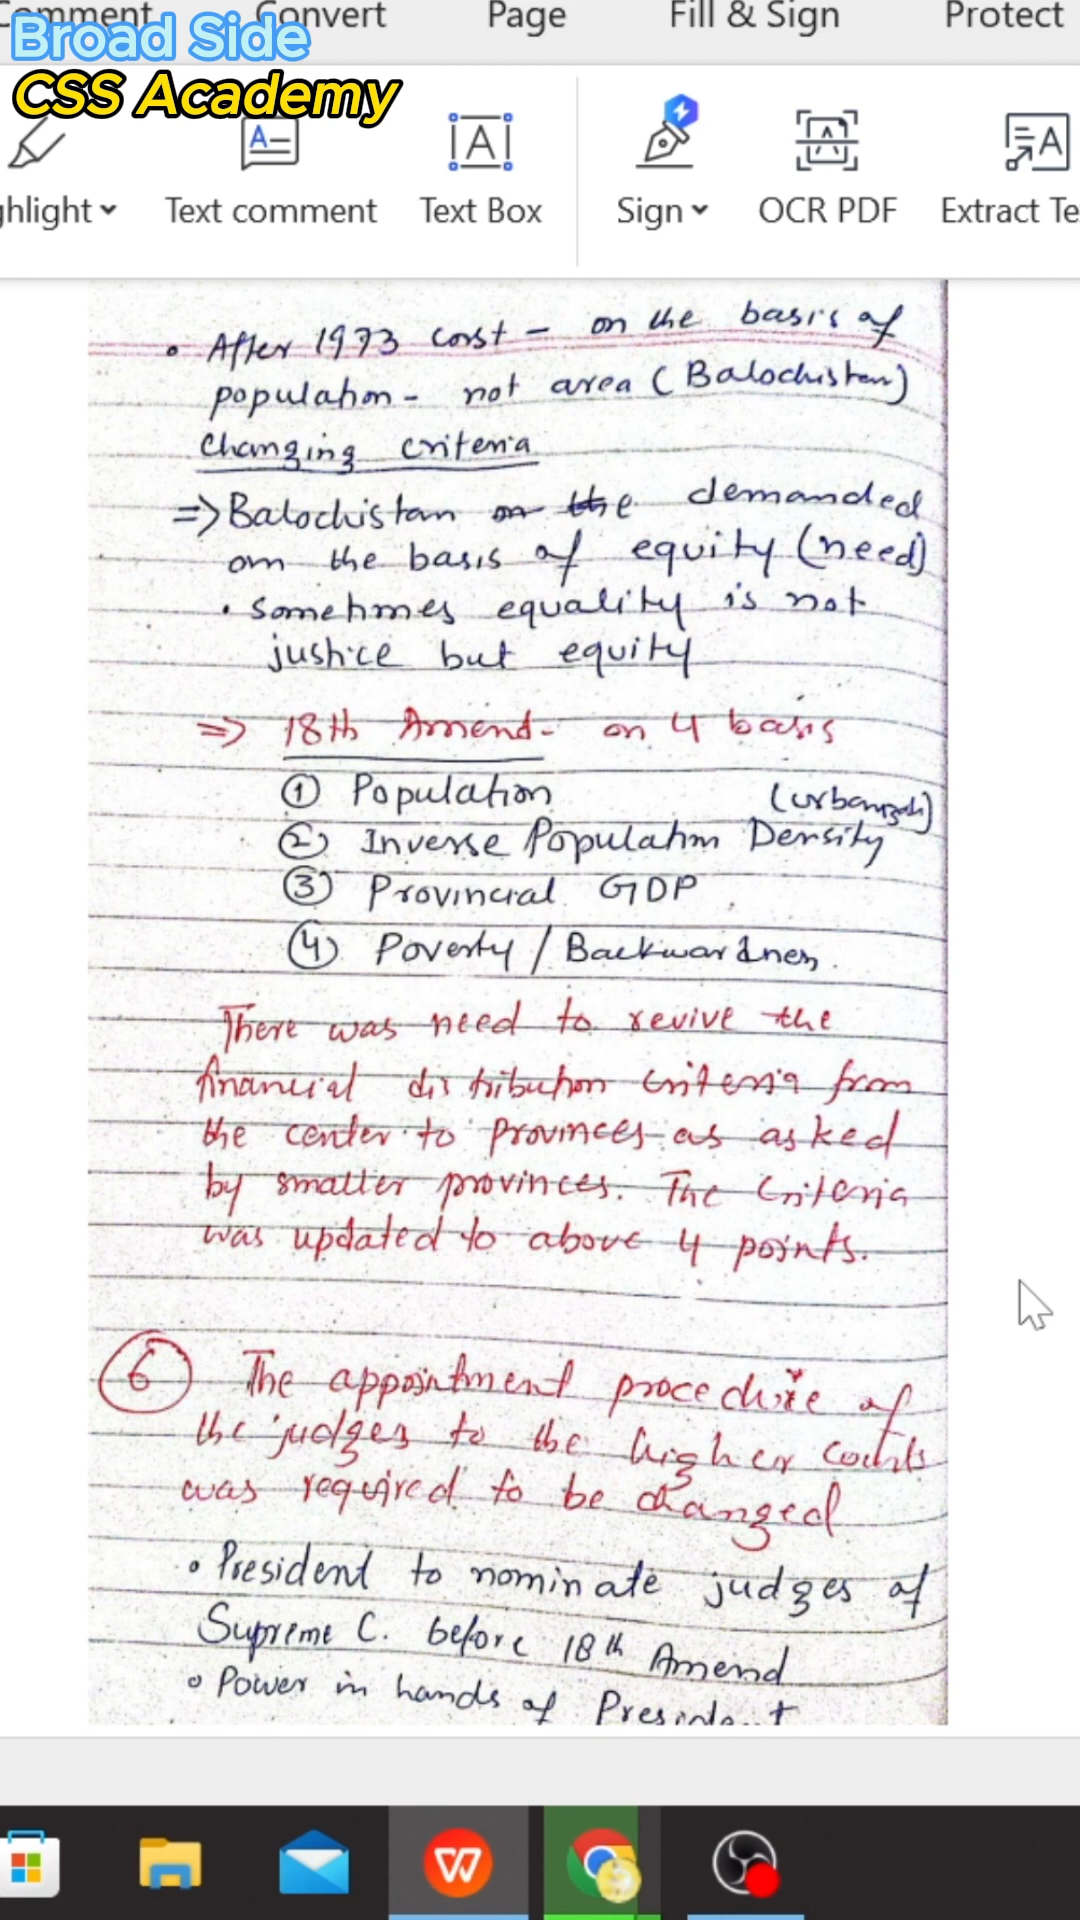 Comment Convert Page Fill & Sign Protect
Broad Side
CSS Academy
ghlight Text comment Text Box Sign OCR PDF Extract Te
• After 1973 const - on the basis of
population - not area (Balochistan)
Changing criteria
=> Balochistan on the demanded
on the basis of equity (need)
• sometimes equality is not
justice but equity
=> 18th Amend - on 4 basis
① Population
② Inverse Population Density
③ Provincial GDP
④ Poverty / Backwardness.
There was need to revive the
financial distribution criteria from
the center to provinces as asked
by smaller provinces. The Criteria
was updated to above 4 points.
⑥ The appointment procedure of
the judges to the higher courts
was required to be changed
• President to nominate judges of
Supreme C. before 18th Amend
• Power in hands of President